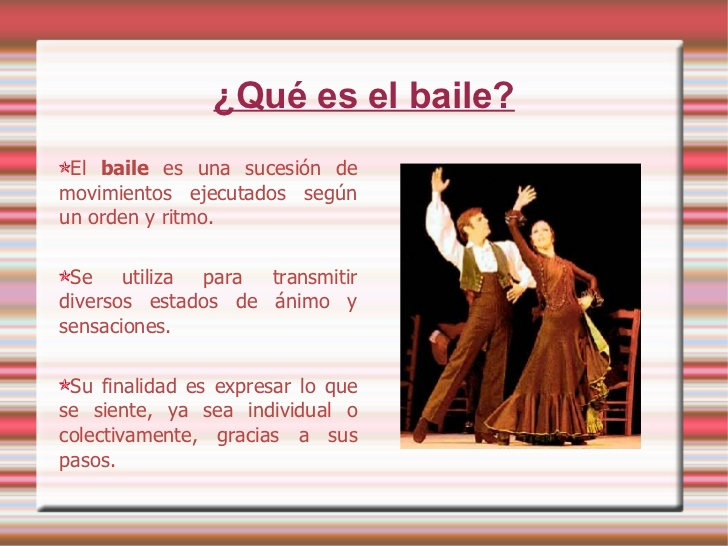 ¿Qué es el baile?
El baile es una sucesión de
movimientos ejecutados según
un orden y ritmo.
Se utiliza para transmitir
diversos estados de ánimo y
sensaciones.
Su finalidad es expresar lo que
se siente, ya sea individual o
colectivamente, gracias a sus
pasos.